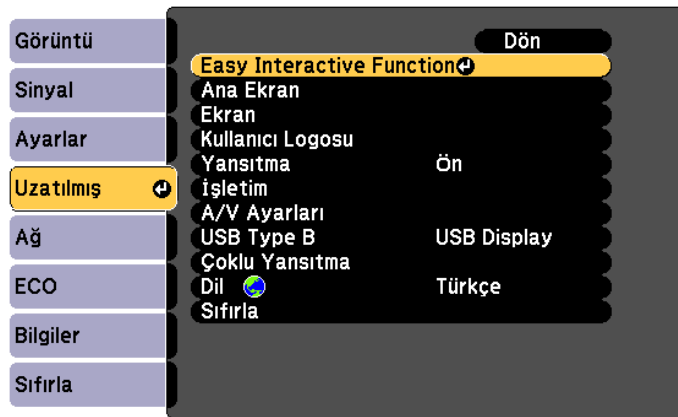 Görüntü
Sinyal
Ayarlar
Uzatılmış
Ağ
ECO
Bilgiler
Sıfırla
Dön
Easy Interactive Function
Ana Ekran
Ekran
Kullanıcı Logosu
Yansıtma Ön
İşletim
A/V Ayarları
USB Type B USB Display
Çoklu Yansıtma
Dil Türkçe
Sıfırla